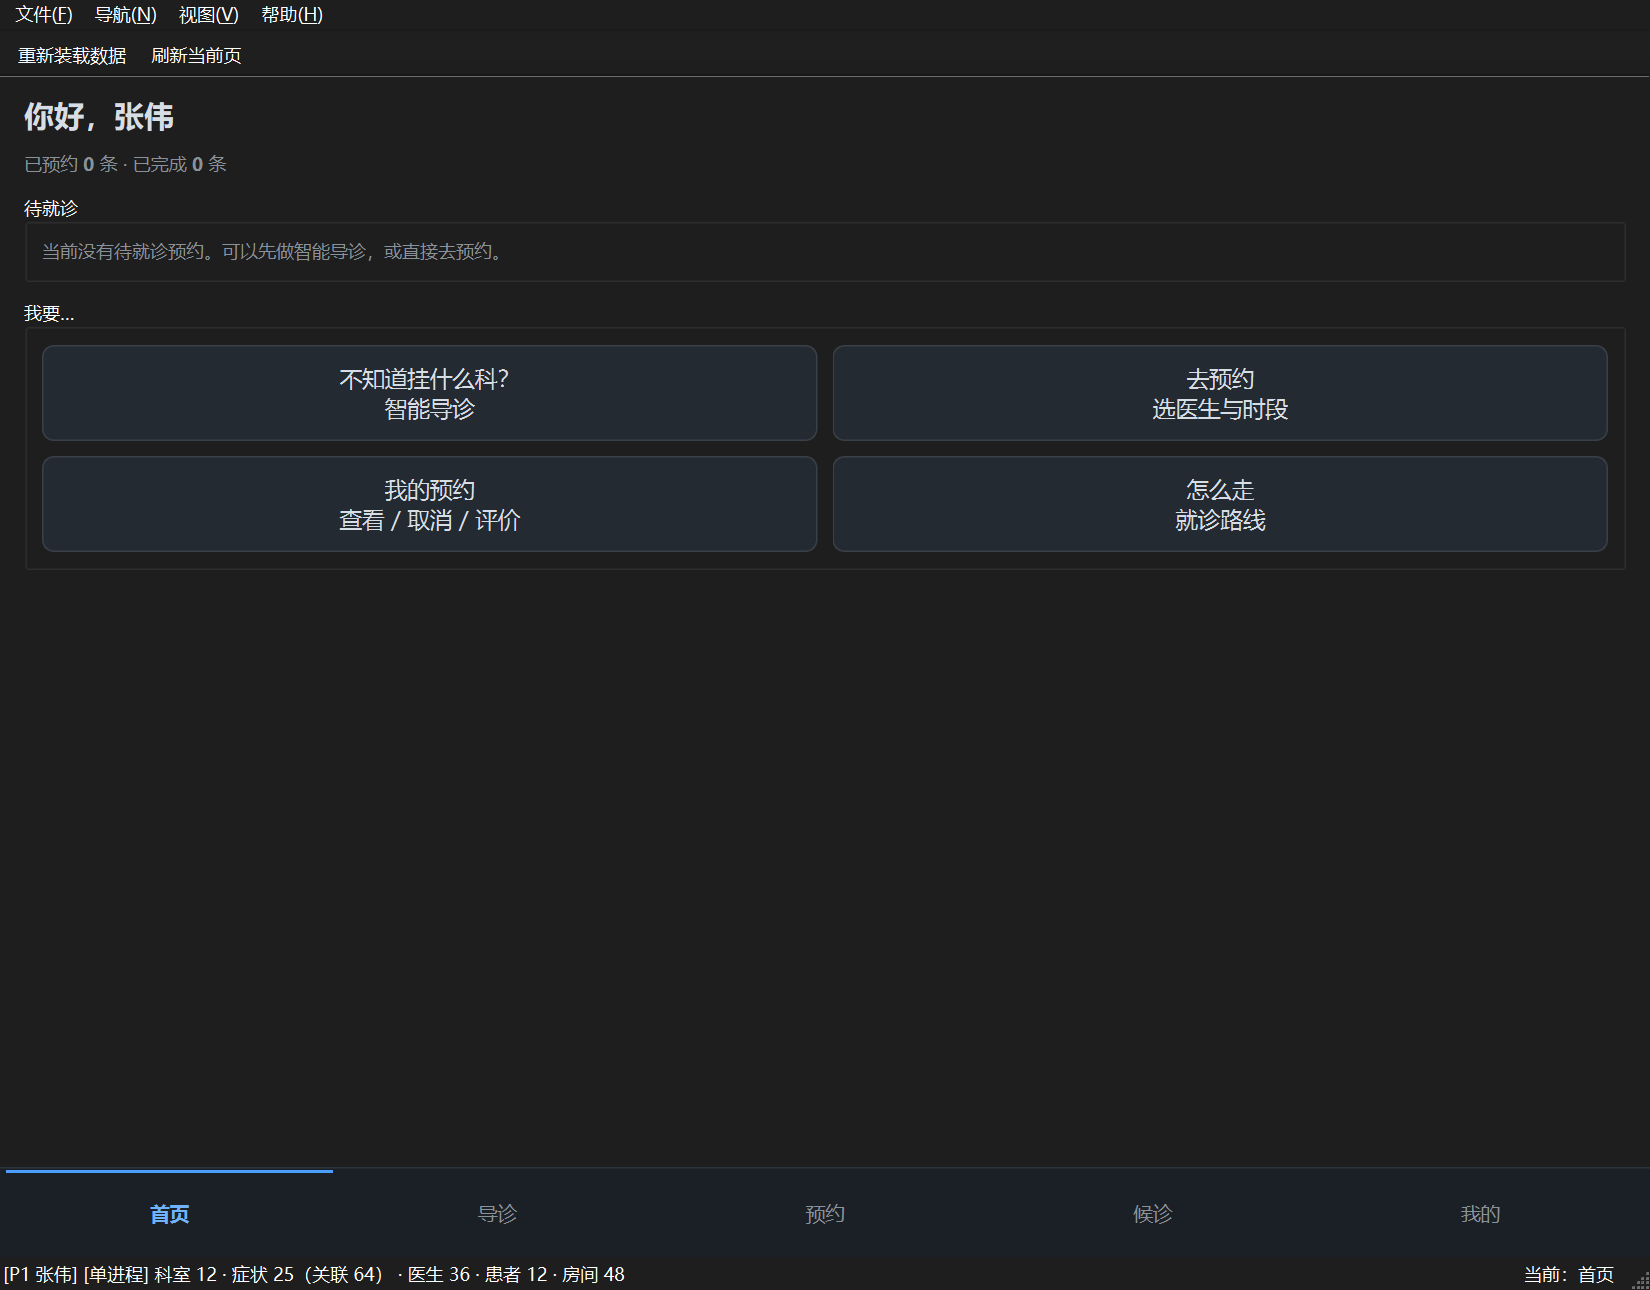 文件(F) 导航(N) 视图(V) 帮助(H)
重新装载数据 刷新当前页
你好，张伟
已预约 0 条 · 已完成 0 条
待就诊
当前没有待就诊预约。可以先做智能导诊，或直接去预约。
我要...
不知道挂什么科？
智能导诊
去预约
选医生与时段
我的预约
查看 / 取消 / 评价
怎么走
就诊路线
首页 导诊 预约 候诊 我的
[P1 张伟] [单进程] 科室 12 · 症状 25（关联 64） · 医生 36 · 患者 12 · 房间 48 当前：首页